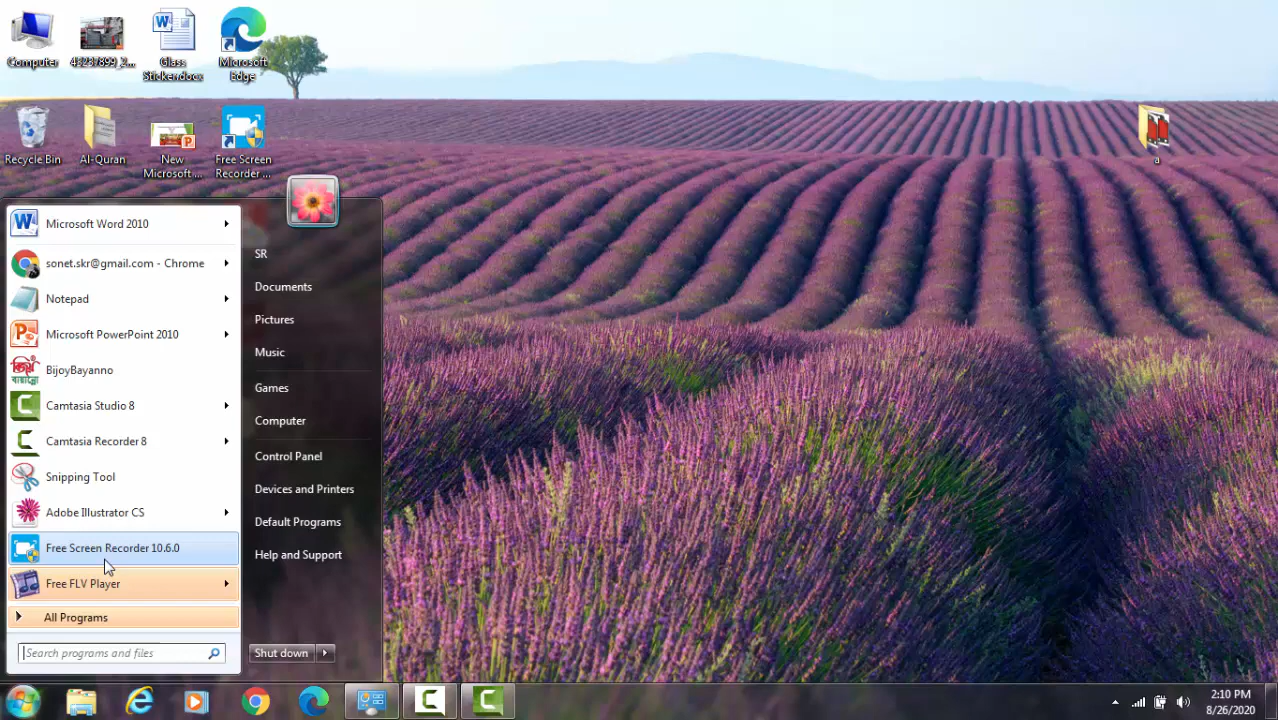 Computer
43237899_2...
Glass
Sticker.docx
Microsoft
Edge
Recycle Bin
Al-Quran
New
Microsoft ...
Free Screen
Recorder ...
a
Microsoft Word 2010
sonet.skr@gmail.com - Chrome
Notepad
Microsoft PowerPoint 2010
BijoyBayanno
Camtasia Studio 8
Camtasia Recorder 8
Snipping Tool
Adobe Illustrator CS
Free Screen Recorder 10.6.0
Free FLV Player
All Programs
Search programs and files
SR
Documents
Pictures
Music
Games
Computer
Control Panel
Devices and Printers
Default Programs
Help and Support
Shut down
2:10 PM
8/26/2020